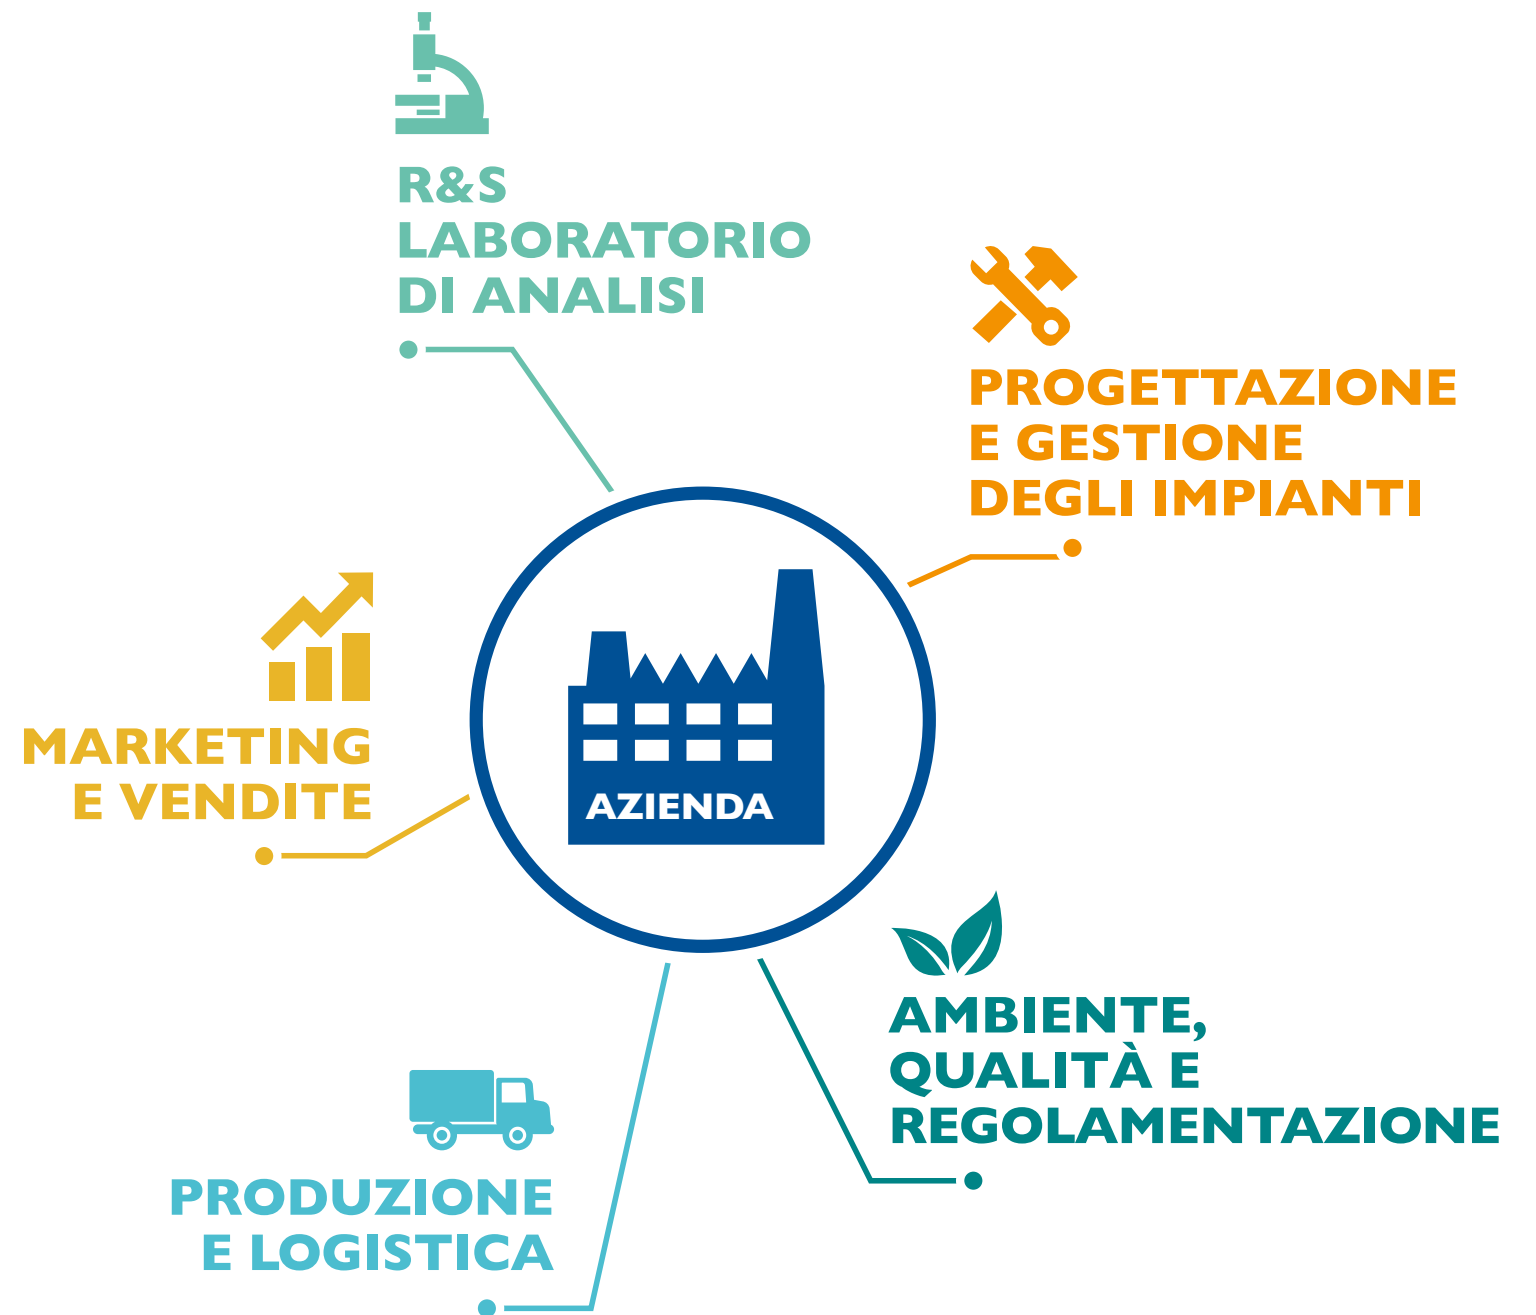 R&S
LABORATORIO
DI ANALISI
PROGETTAZIONE
E GESTIONE
DEGLI IMPIANTI
MARKETING
E VENDITE
AZIENDA
AMBIENTE,
QUALITÀ E
REGOLAMENTAZIONE
PRODUZIONE
E LOGISTICA